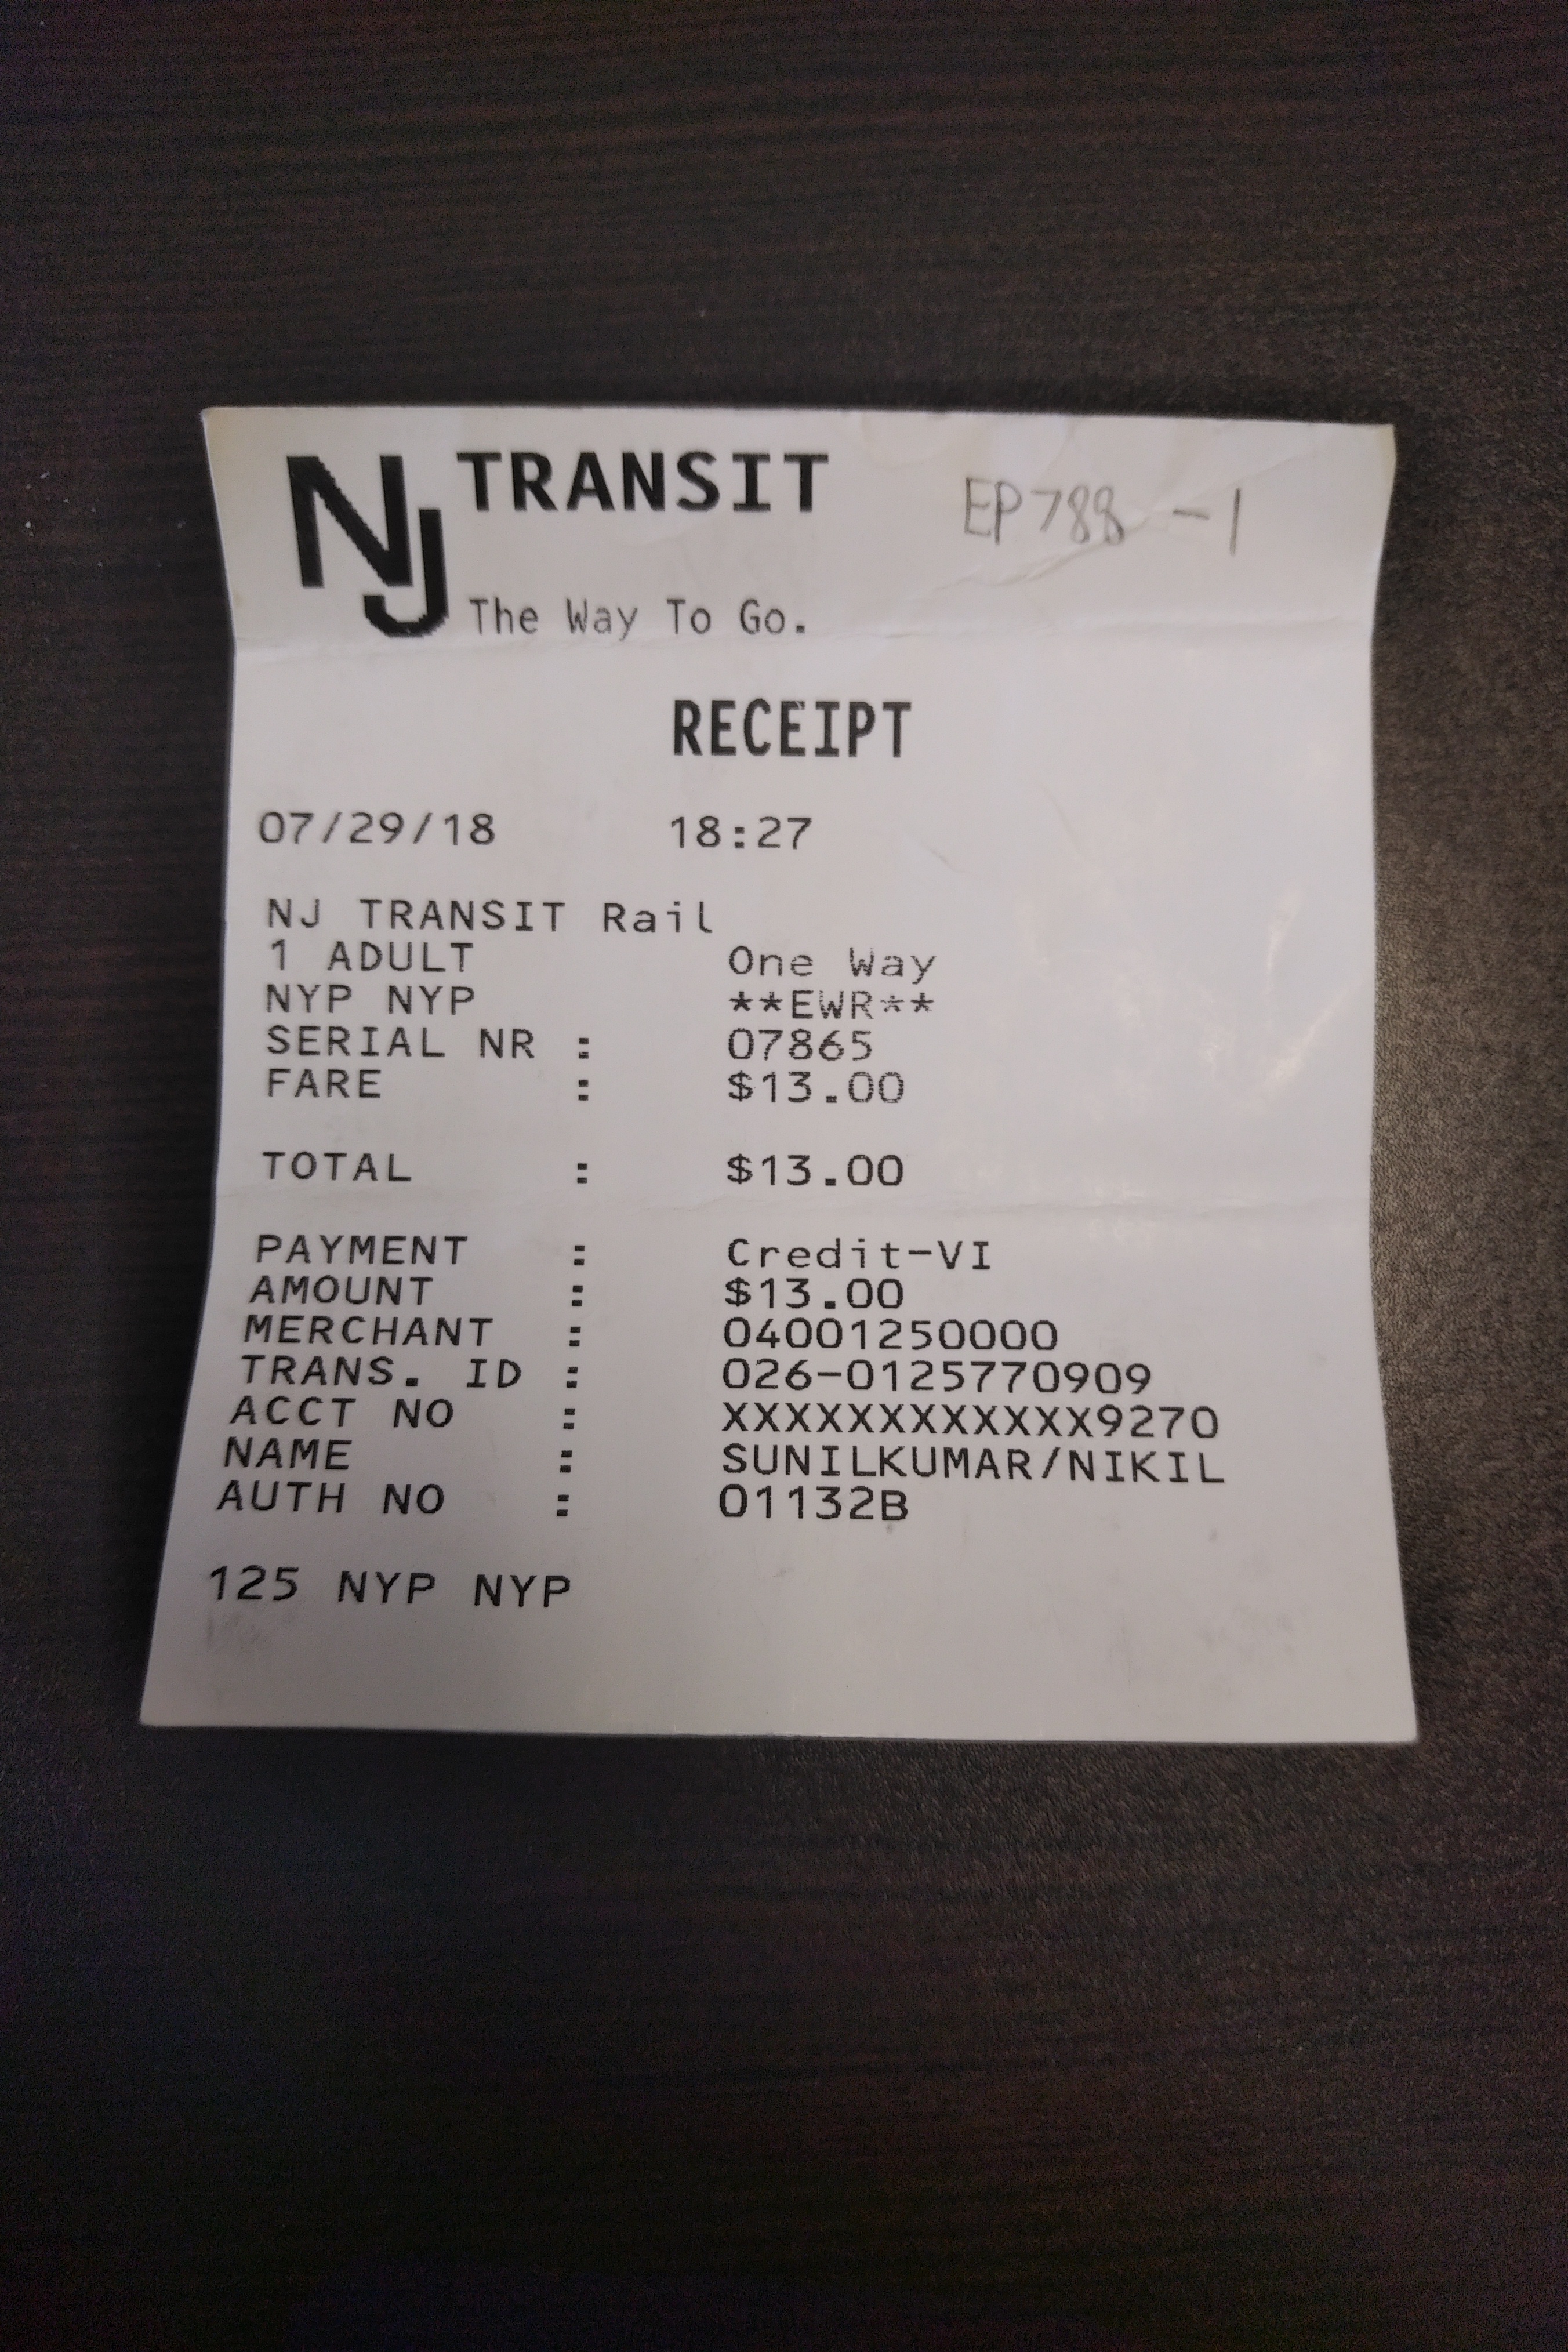 NJ TRANSIT
EP788 -1
The Way To Go.
RECEIPT
07/29/18 18:27
NJ TRANSIT Rail
1 ADULT One Way
NYP NYP **EWR**
SERIAL NR : 07865
FARE : $13.00
TOTAL : $13.00
PAYMENT : Credit-VI
AMOUNT : $13.00
MERCHANT : 04001250000
TRANS. ID : 026-0125770909
ACCT NO : XXXXXXXXXXXX9270
NAME : SUNILKUMAR/NIKIL
AUTH NO : 01132B
125 NYP NYP